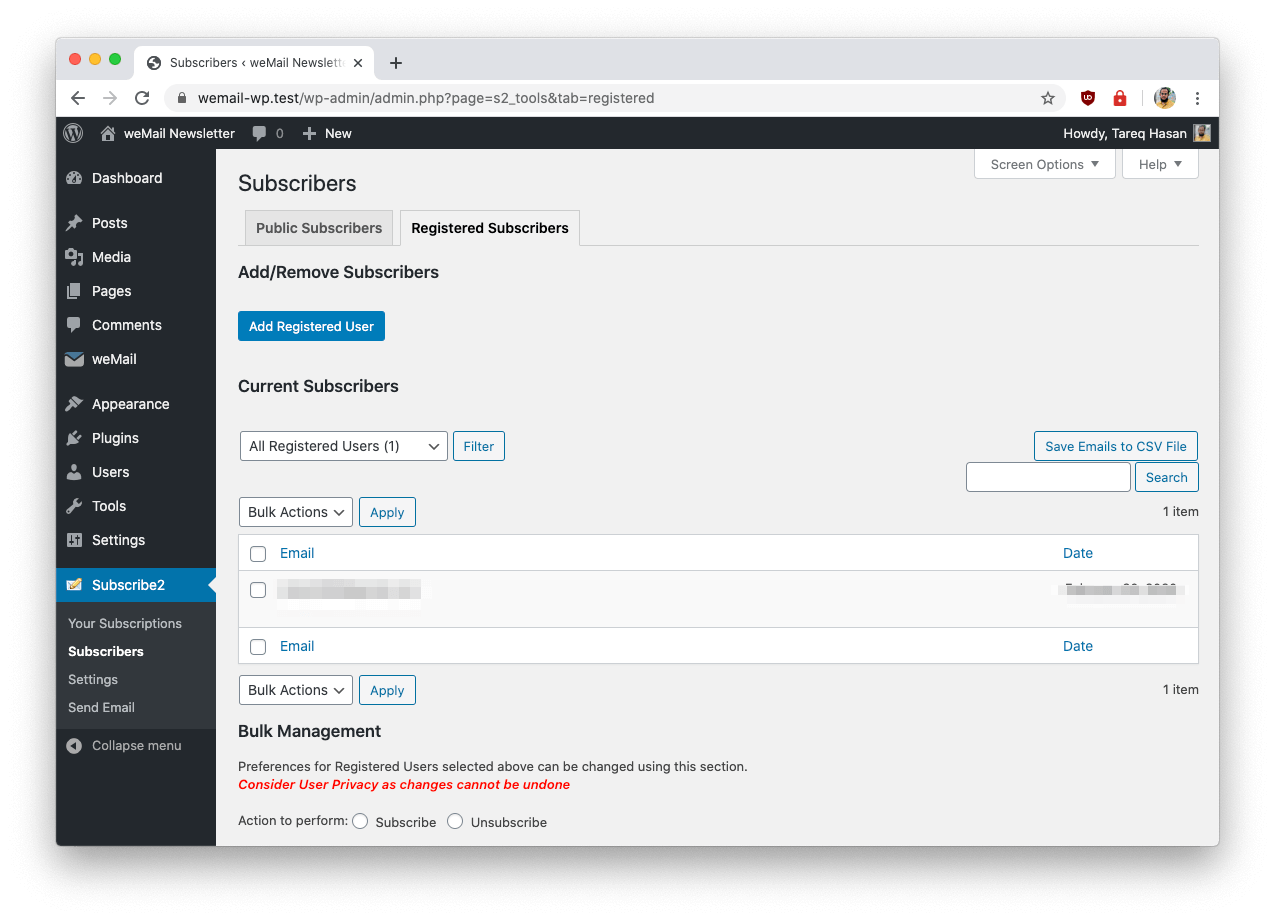 Subscribers ‹ weMail Newslett
wemail-wp.test/wp-admin/admin.php?page=s2_tools&tab=registered
weMail Newsletter 0 New Howdy, Tareq Hasan
Screen Options Help
Dashboard
Posts
Media
Pages
Comments
weMail
Appearance
Plugins
Users
Tools
Settings
Subscribe2
Your Subscriptions
Subscribers
Settings
Send Email
Collapse menu
Subscribers
Public Subscribers Registered Subscribers
Add/Remove Subscribers
Add Registered User
Current Subscribers
All Registered Users (1) Filter Save Emails to CSV File
Search
Bulk Actions Apply 1 item
Email Date
Email Date
Bulk Actions Apply 1 item
Bulk Management
Preferences for Registered Users selected above can be changed using this section.
Consider User Privacy as changes cannot be undone
Action to perform: Subscribe Unsubscribe